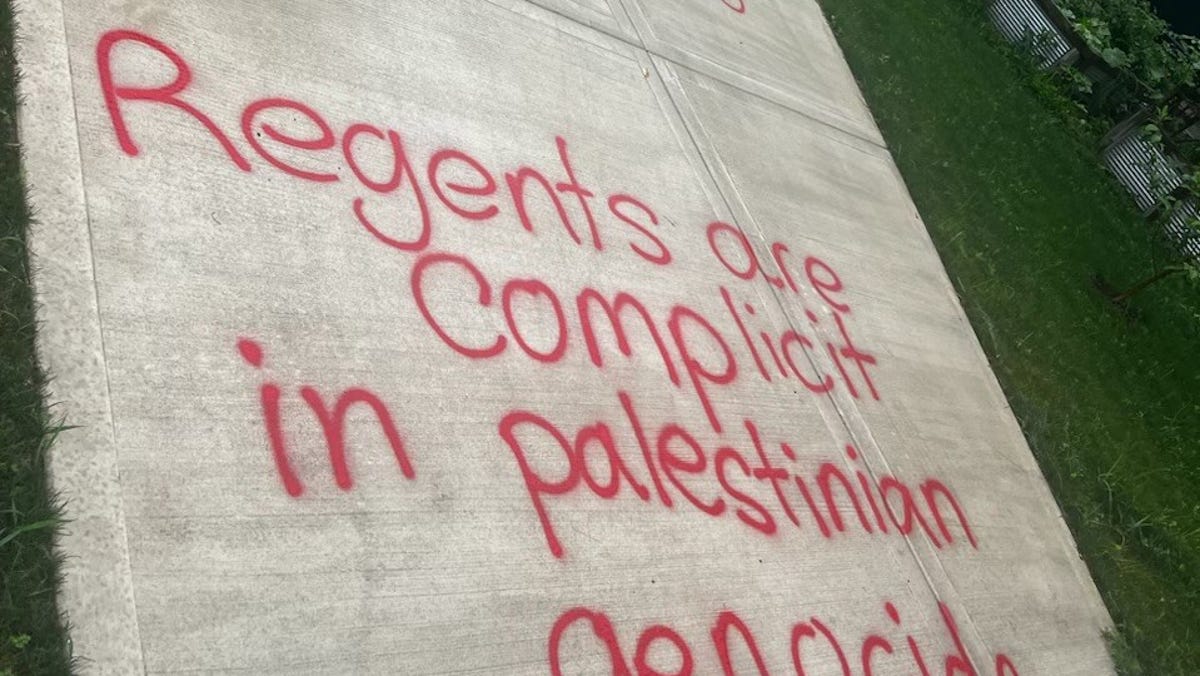 Regents are
Complicit
in palestinian
genocide